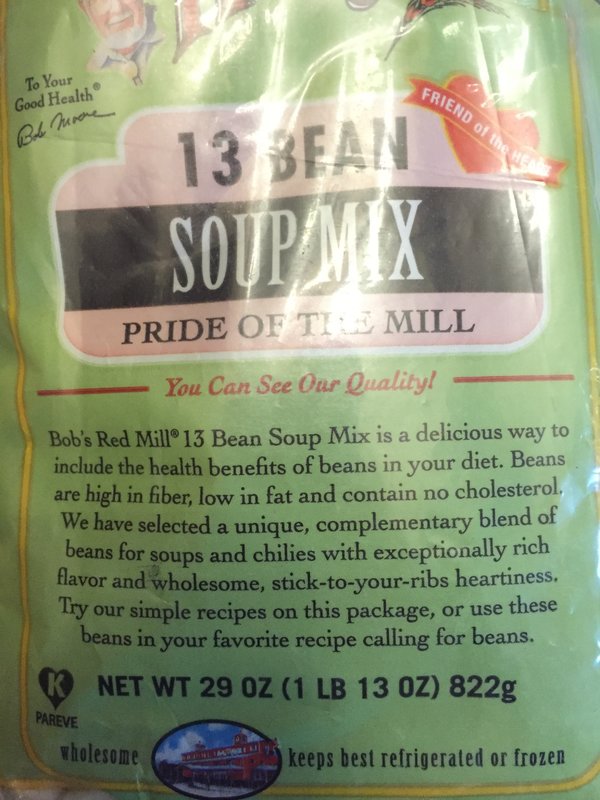 To Your
Good Health®
Bob Moore
FRIEND of the HEART
13 BEAN
SOUP MIX
PRIDE OF THE MILL
You Can See Our Quality!
Bob's Red Mill® 13 Bean Soup Mix is a delicious way to
include the health benefits of beans in your diet. Beans
are high in fiber, low in fat and contain no cholesterol.
We have selected a unique, complementary blend of
beans for soups and chilies with exceptionally rich
flavor and wholesome, stick-to-your-ribs heartiness.
Try our simple recipes on this package, or use these
beans in your favorite recipe calling for beans.
K
PAREVE
NET WT 29 OZ (1 LB 13 OZ) 822g
wholesome
keeps best refrigerated or frozen